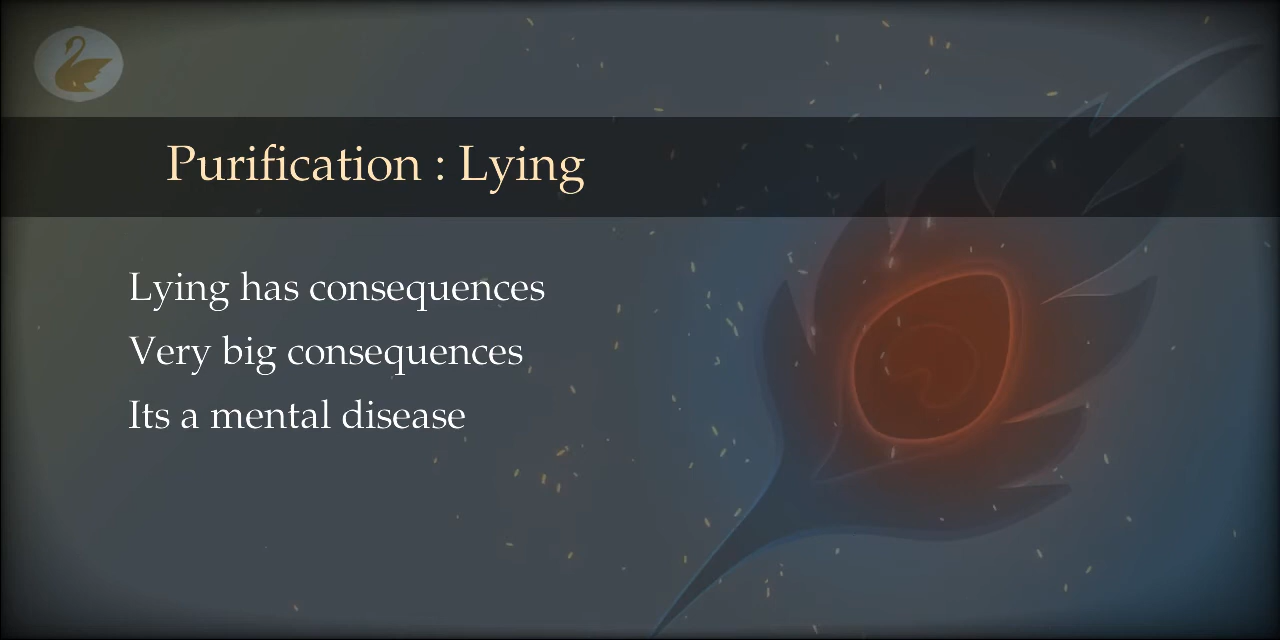 Purification : Lying
Lying has consequences
Very big consequences
Its a mental disease